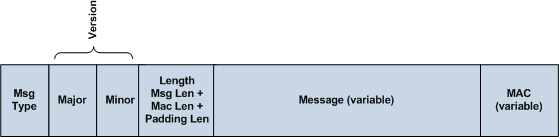 Version
Msg
Type
Major
Minor
Length
Msg Len +
Mac Len +
Padding Len
Message (variable)
MAC
(variable)